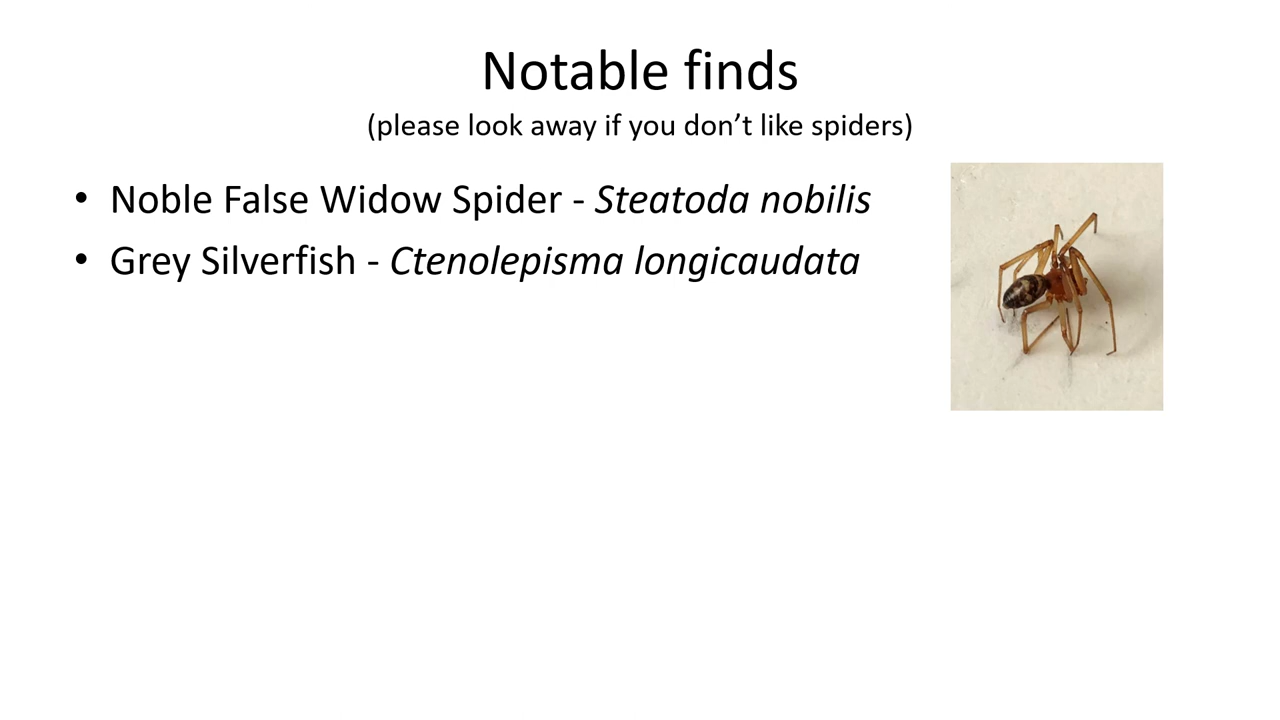 Notable finds
(please look away if you don’t like spiders)
• Noble False Widow Spider - Steatoda nobilis
• Grey Silverfish - Ctenolepisma longicaudata